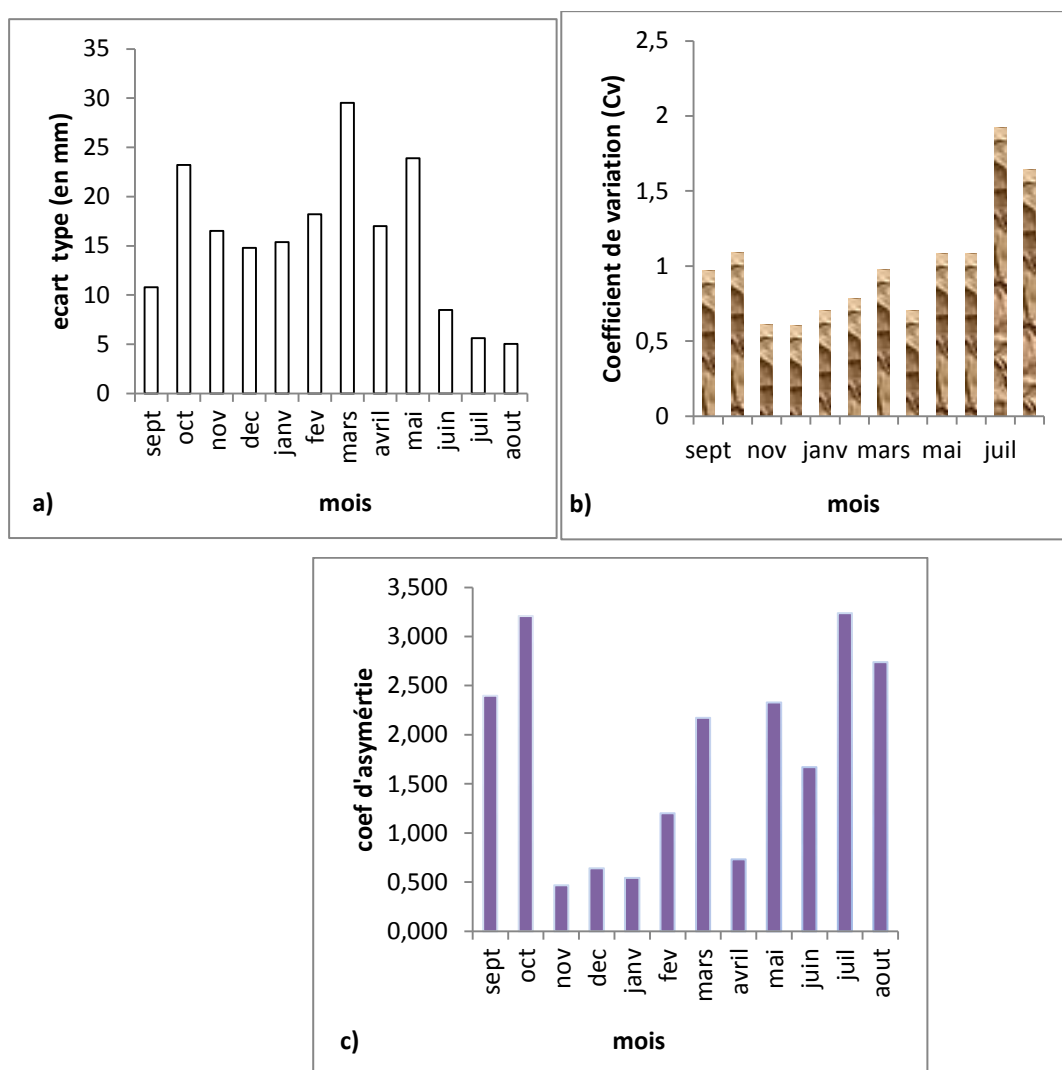 35
30
25
20
15
10
5
0
ecart type (en mm)
sept
oct
nov
dec
janv
fev
mars
avril
mai
juin
juil
aout
a)
mois
2,5
2
1,5
1
0,5
0
Coefficient de variation (Cv)
sept nov janv mars mai juil
b)
mois
3,500
3,000
2,500
2,000
1,500
1,000
0,500
0,000
coef d'asymértie
sept
oct
nov
dec
janv
fev
mars
avril
mai
juin
juil
aout
c)
mois